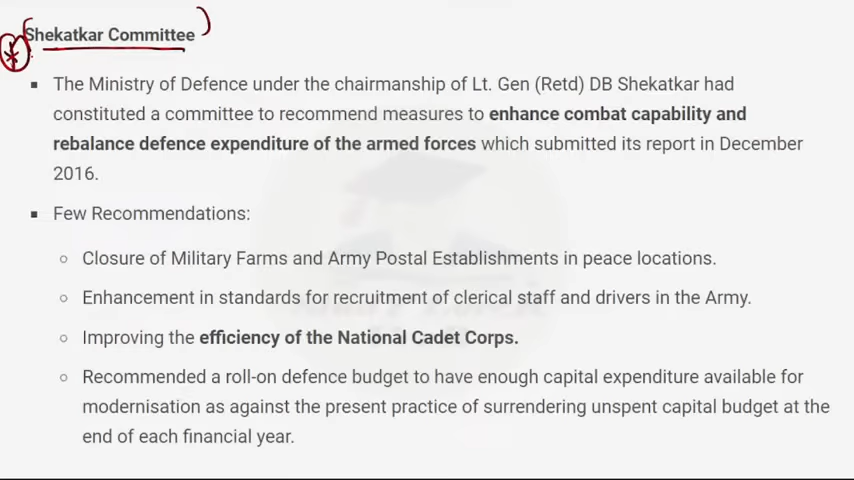 Shekatkar Committee
▪ The Ministry of Defence under the chairmanship of Lt. Gen (Retd) DB Shekatkar had
constituted a committee to recommend measures to enhance combat capability and
rebalance defence expenditure of the armed forces which submitted its report in December
2016.
▪ Few Recommendations:
○ Closure of Military Farms and Army Postal Establishments in peace locations.
○ Enhancement in standards for recruitment of clerical staff and drivers in the Army.
○ Improving the efficiency of the National Cadet Corps.
○ Recommended a roll-on defence budget to have enough capital expenditure available for
modernisation as against the present practice of surrendering unspent capital budget at the
end of each financial year.